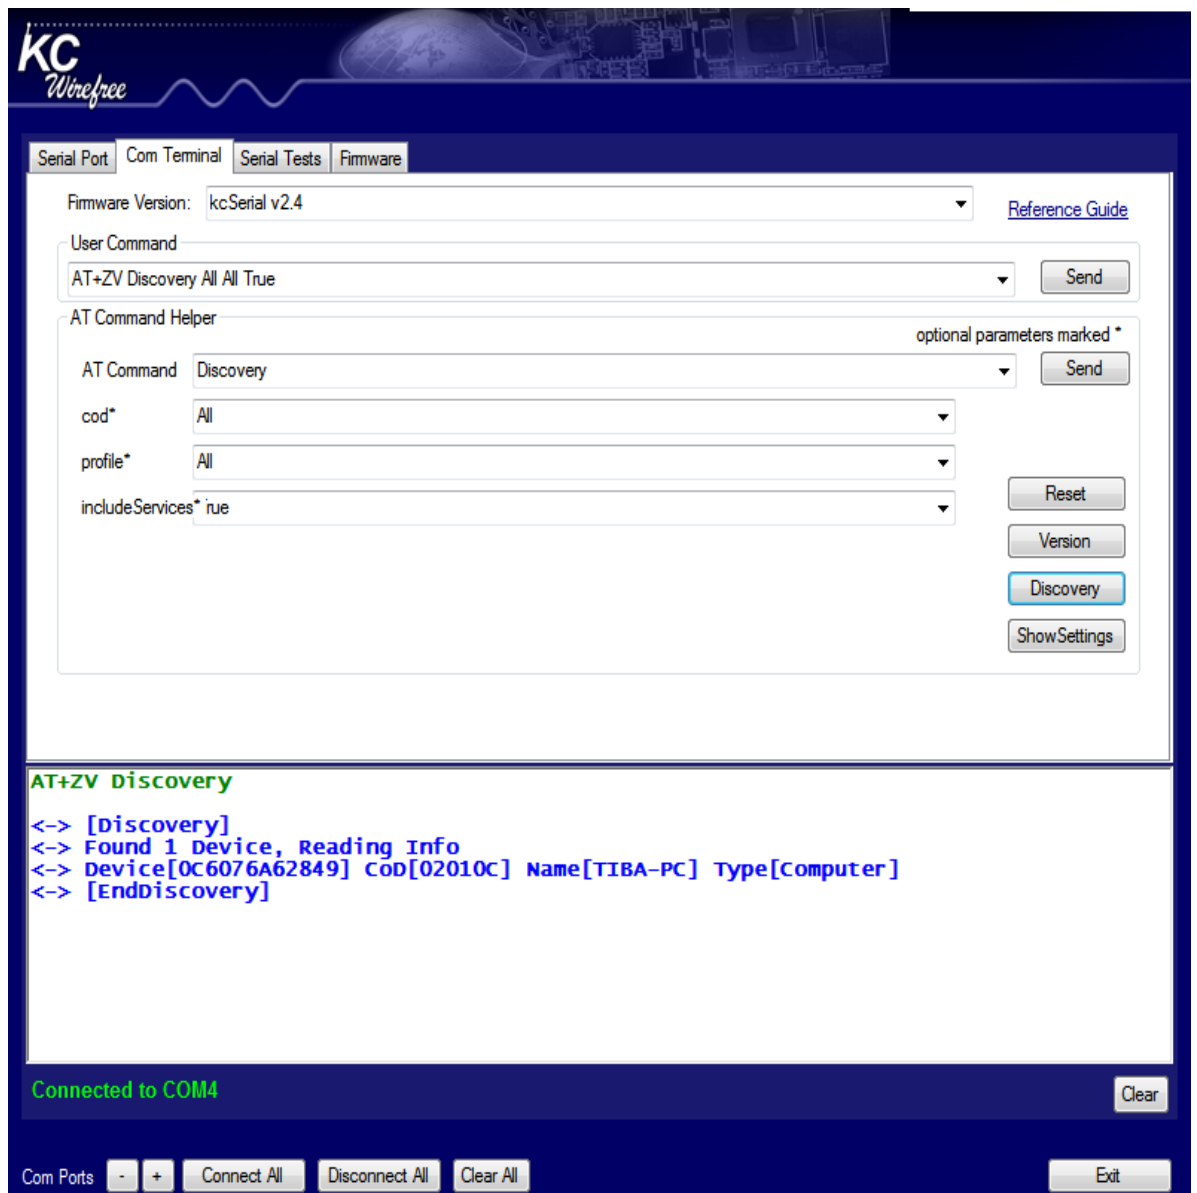 KC
Wirefree
Serial Port Com Terminal Serial Tests Firmware
Firmware Version: kcSerial v2.4 Reference Guide
User Command
AT+ZV Discovery All All True Send
AT Command Helper
optional parameters marked *
AT Command Discovery Send
cod* All
profile* All
includeServices* rue
Reset
Version
Discovery
ShowSettings
AT+ZV Discovery
<-> [Discovery]
<-> Found 1 Device, Reading Info
<-> Device[0C6076A62849] CoD[02010C] Name[TIBA-PC] Type[Computer]
<-> [EndDiscovery]
Connected to COM4 Clear
Com Ports - + Connect All Disconnect All Clear All Exit